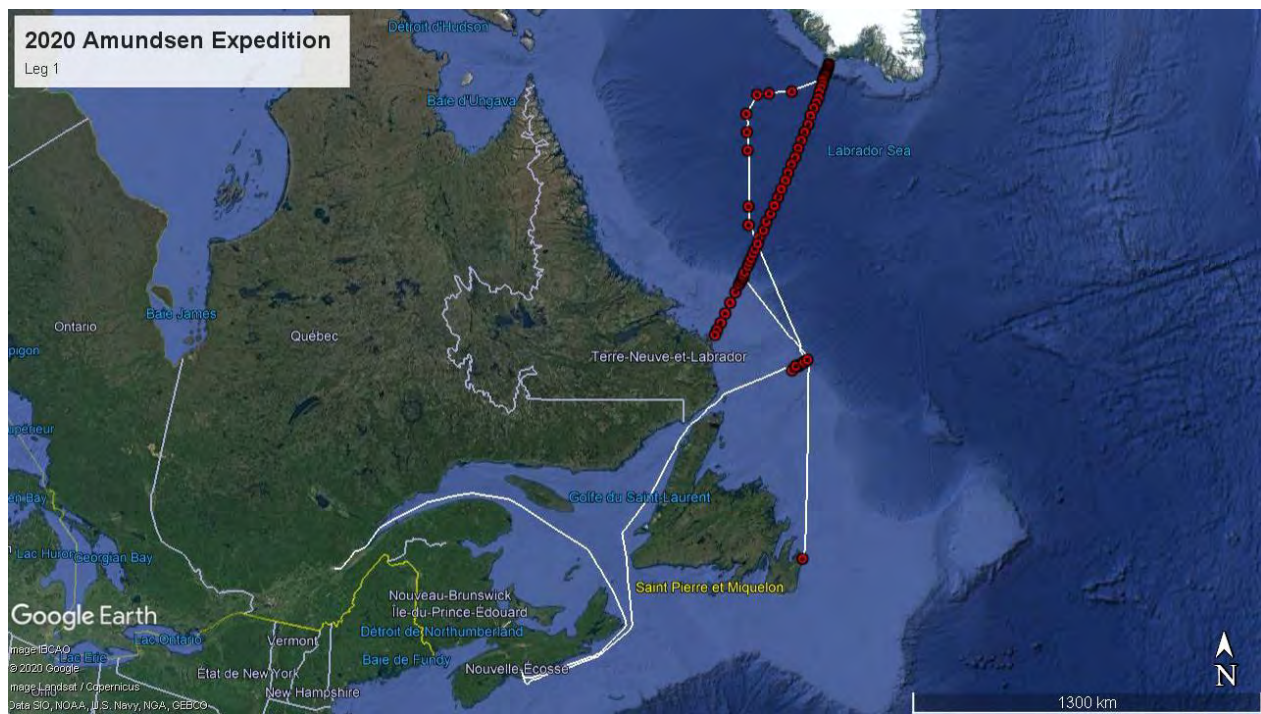 2020 Amundsen Expedition
Leg 1
Détroit d'Hudson
Baie d'Ungava
Labrador Sea
Baie James
Ontario
Québec
Terre-Neuve-et-Labrador
Golfe du Saint-Laurent
Lac Huron
Georgian Bay
Saint Pierre et Miquelon
Nouveau-Brunswick
Île-du-Prince-Édouard
Détroit de Northumberland
Google Earth
Lac Ontario
Vermont
Baie de Fundy
Nouvelle-Écosse
Image IBCAO
Lac Érie
© 2020 Google
État de New York
New Hampshire
Image Landsat / Copernicus
Ohio
Data SIO, NOAA, U.S. Navy, NGA, GEBCO
N
1300 km